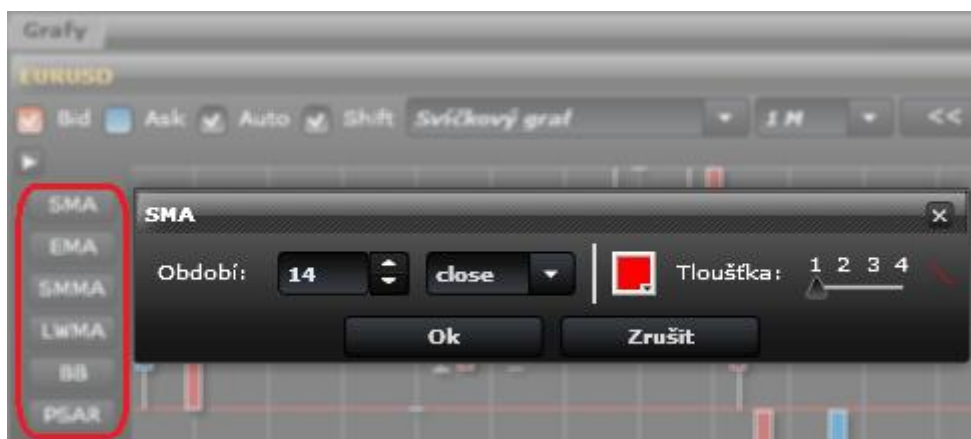 Grafy
EURUSD
Bid Ask Auto Shift Svíčkový graf 1 M <<
SMA
SMA
EMA
Období: 14 close Tloušťka: 1 2 3 4
SMMA
LWMA
Ok Zrušit
BB
PSAR